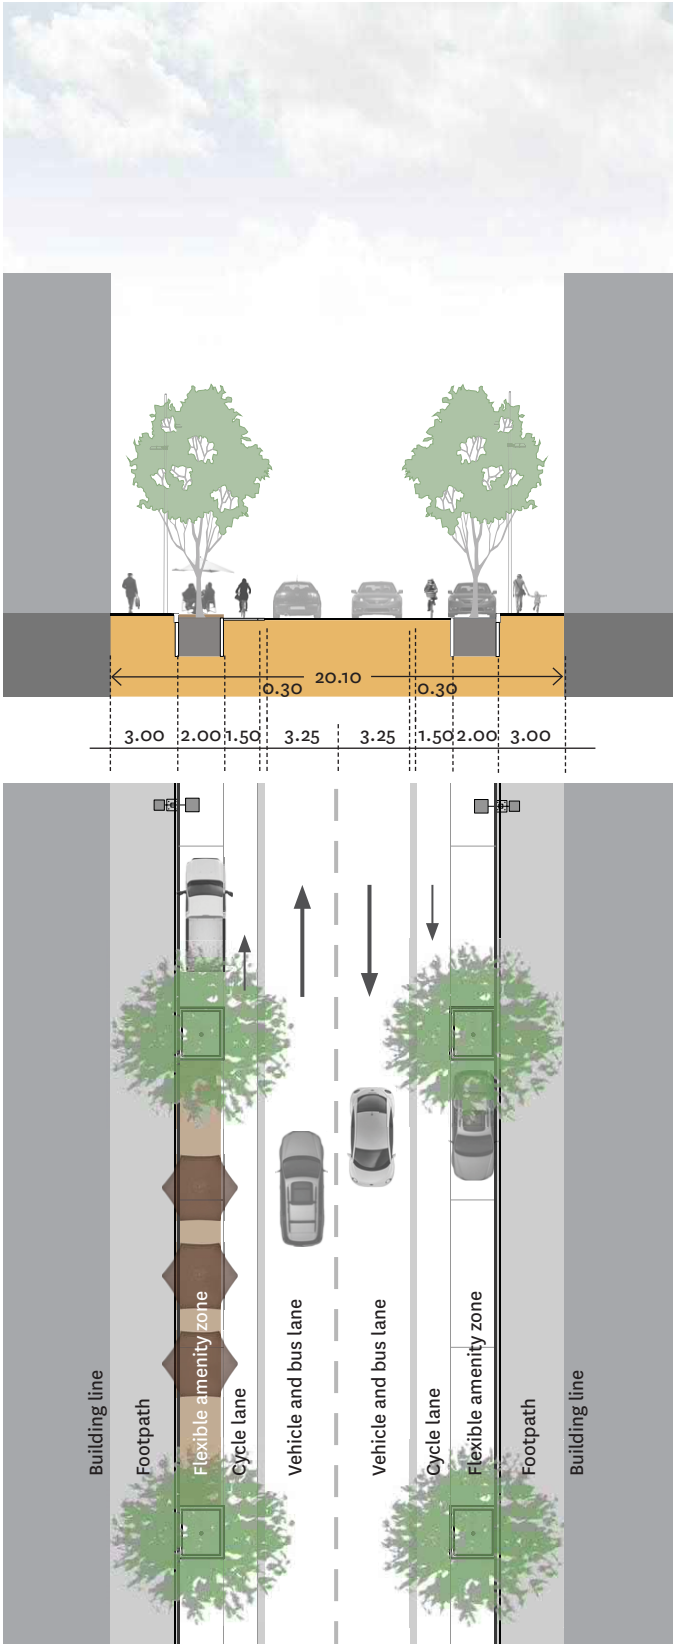 20.10
0.30 0.30
3.00 2.00 1.50 3.25 3.25 1.50 2.00 3.00
Building line
Footpath
Flexible amenity zone
Cycle lane
Vehicle and bus lane
Vehicle and bus lane
Cycle lane
Flexible amenity zone
Footpath
Building line